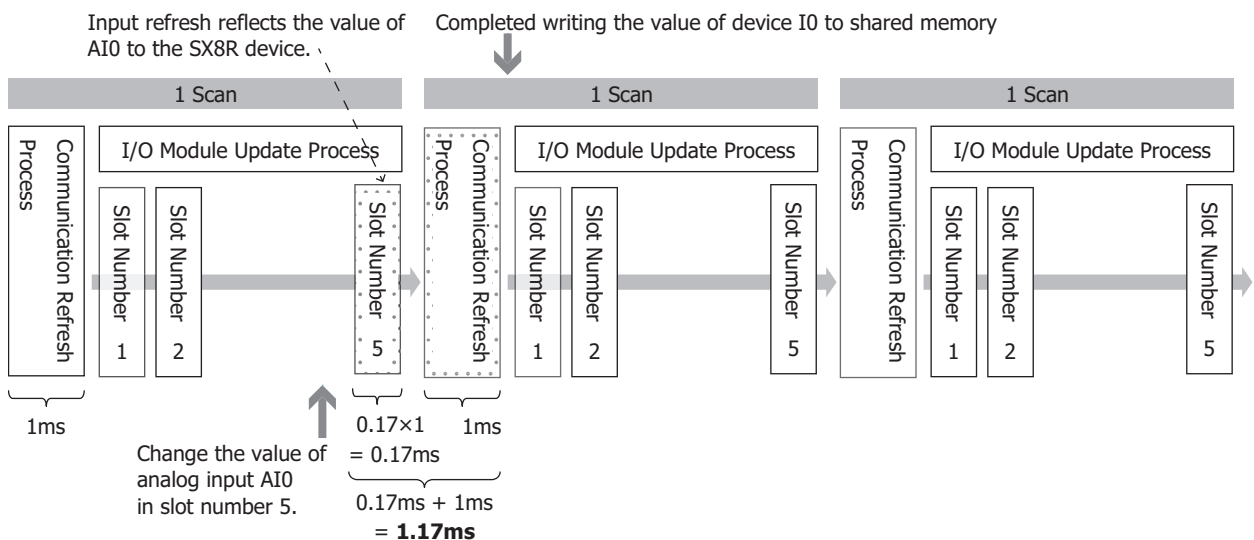 Input refresh reflects the value of
AI0 to the SX8R device.
Completed writing the value of device I0 to shared memory
1 Scan
1 Scan
1 Scan
Communication Refresh
Process
I/O Module Update Process
Slot Number
1
Slot Number
2
Slot Number
5
Communication Refresh
Process
I/O Module Update Process
Slot Number
1
Slot Number
2
Slot Number
5
Communication Refresh
Process
I/O Module Update Process
Slot Number
1
Slot Number
2
Slot Number
5
1ms
Change the value of
analog input AI0
in slot number 5.
0.17×1
= 0.17ms
1ms
0.17ms + 1ms
= 1.17ms